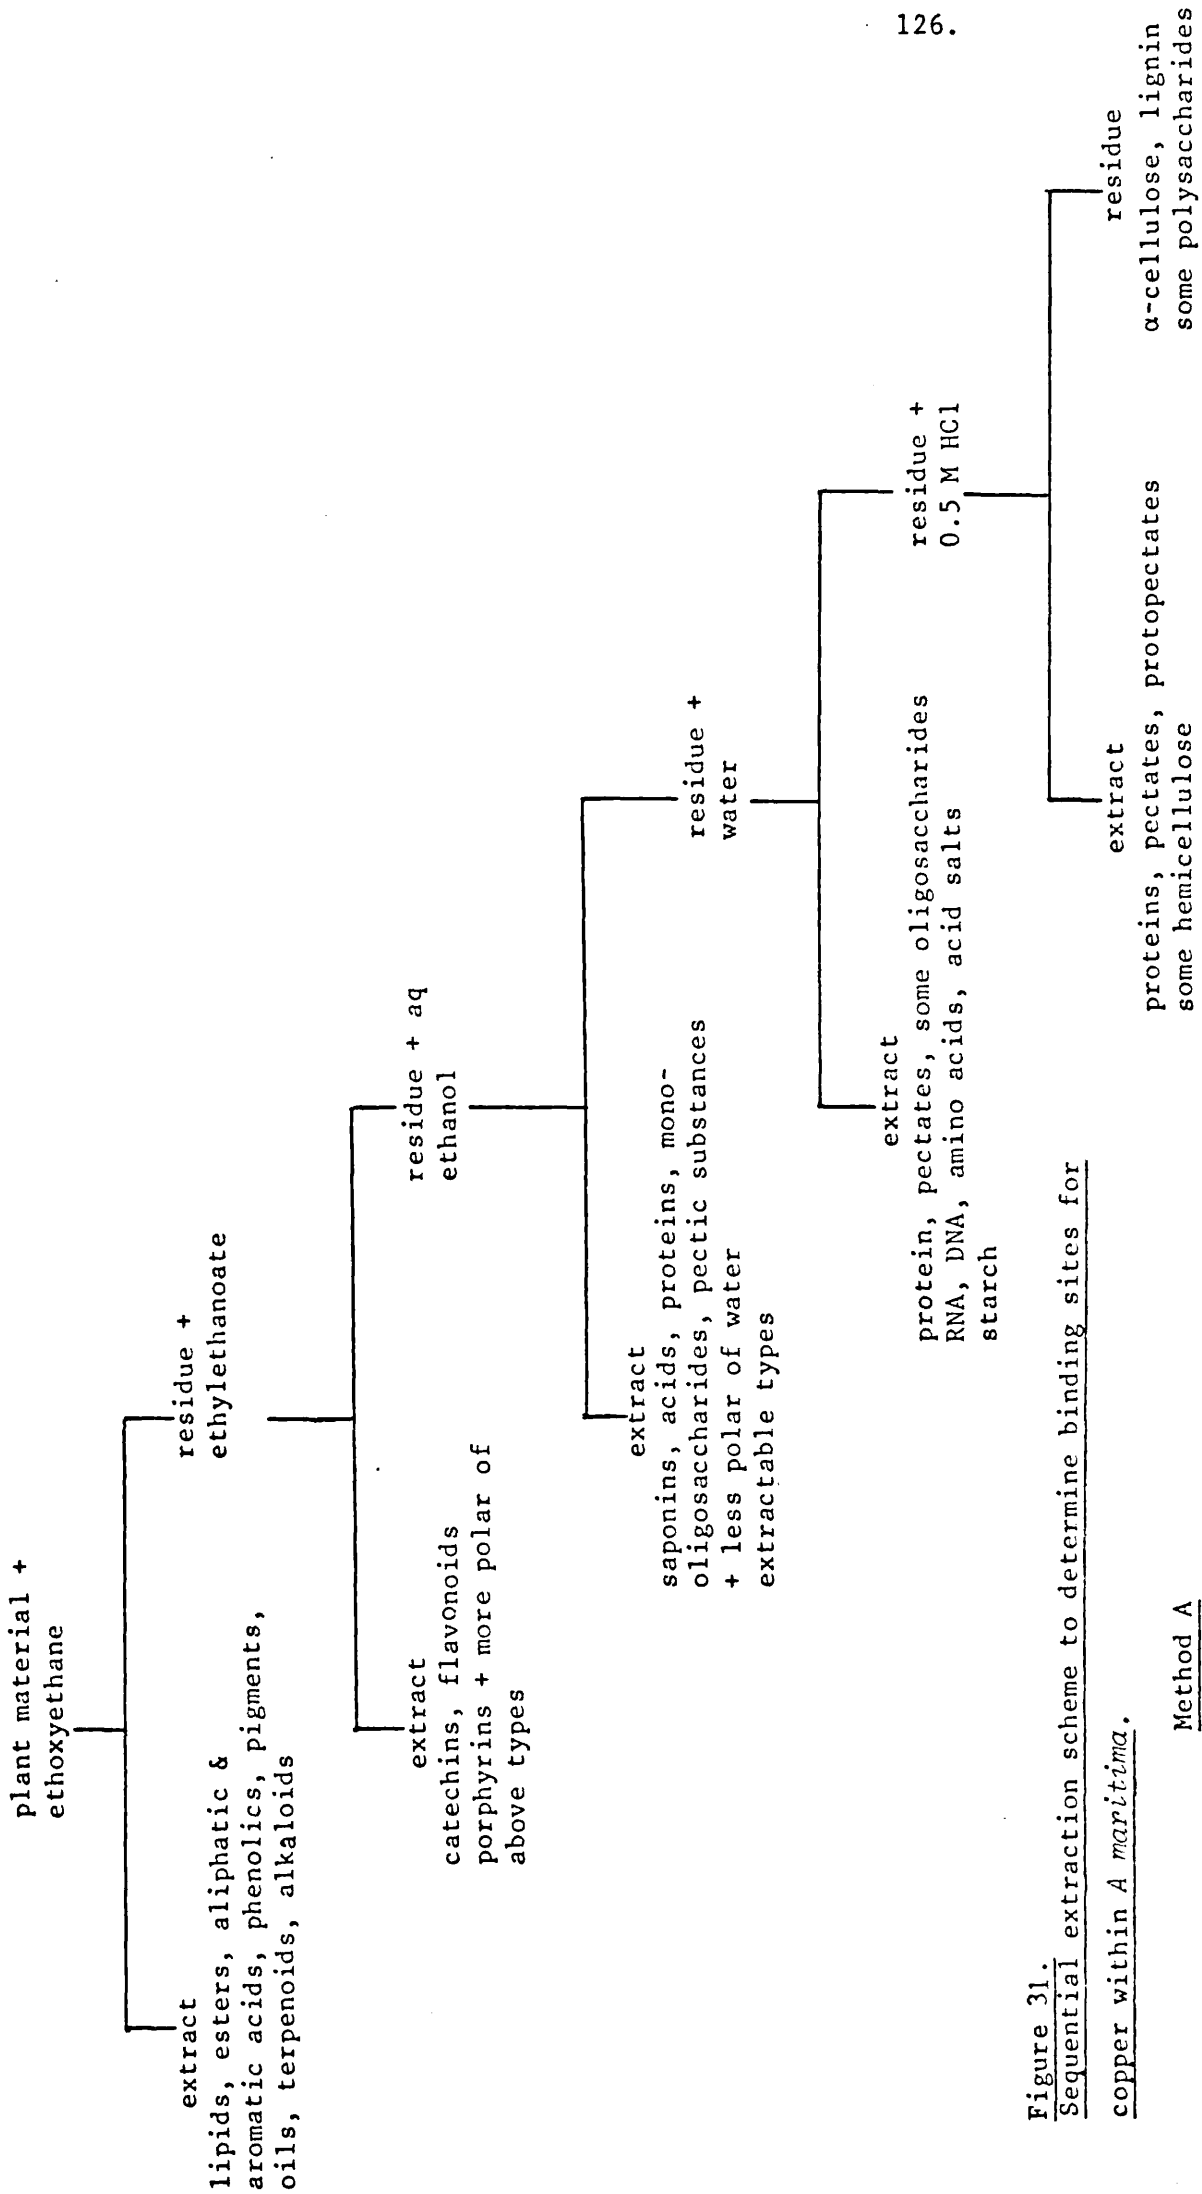 126.
plant material +
ethoxyethane
extract
lipids, esters, aliphatic &
aromatic acids, phenolics, pigments,
oils, terpenoids, alkaloids
residue +
ethylethanoate
extract
catechins, flavonoids
porphyrins + more polar of
above types
residue + aq
ethanol
extract
saponins, acids, proteins, mono-
oligosaccharides, pectic substances
+ less polar of water
extractable types
residue +
water
extract
protein, pectates, some oligosaccharides
RNA, DNA, amino acids, acid salts
starch
residue +
0.5 M HCl
extract
proteins, pectates, protopectates
some hemicellulose
residue
α-cellulose, lignin
some polysaccharides
Figure 31.
Sequential extraction scheme to determine binding sites for
copper within A maritima.
Method A